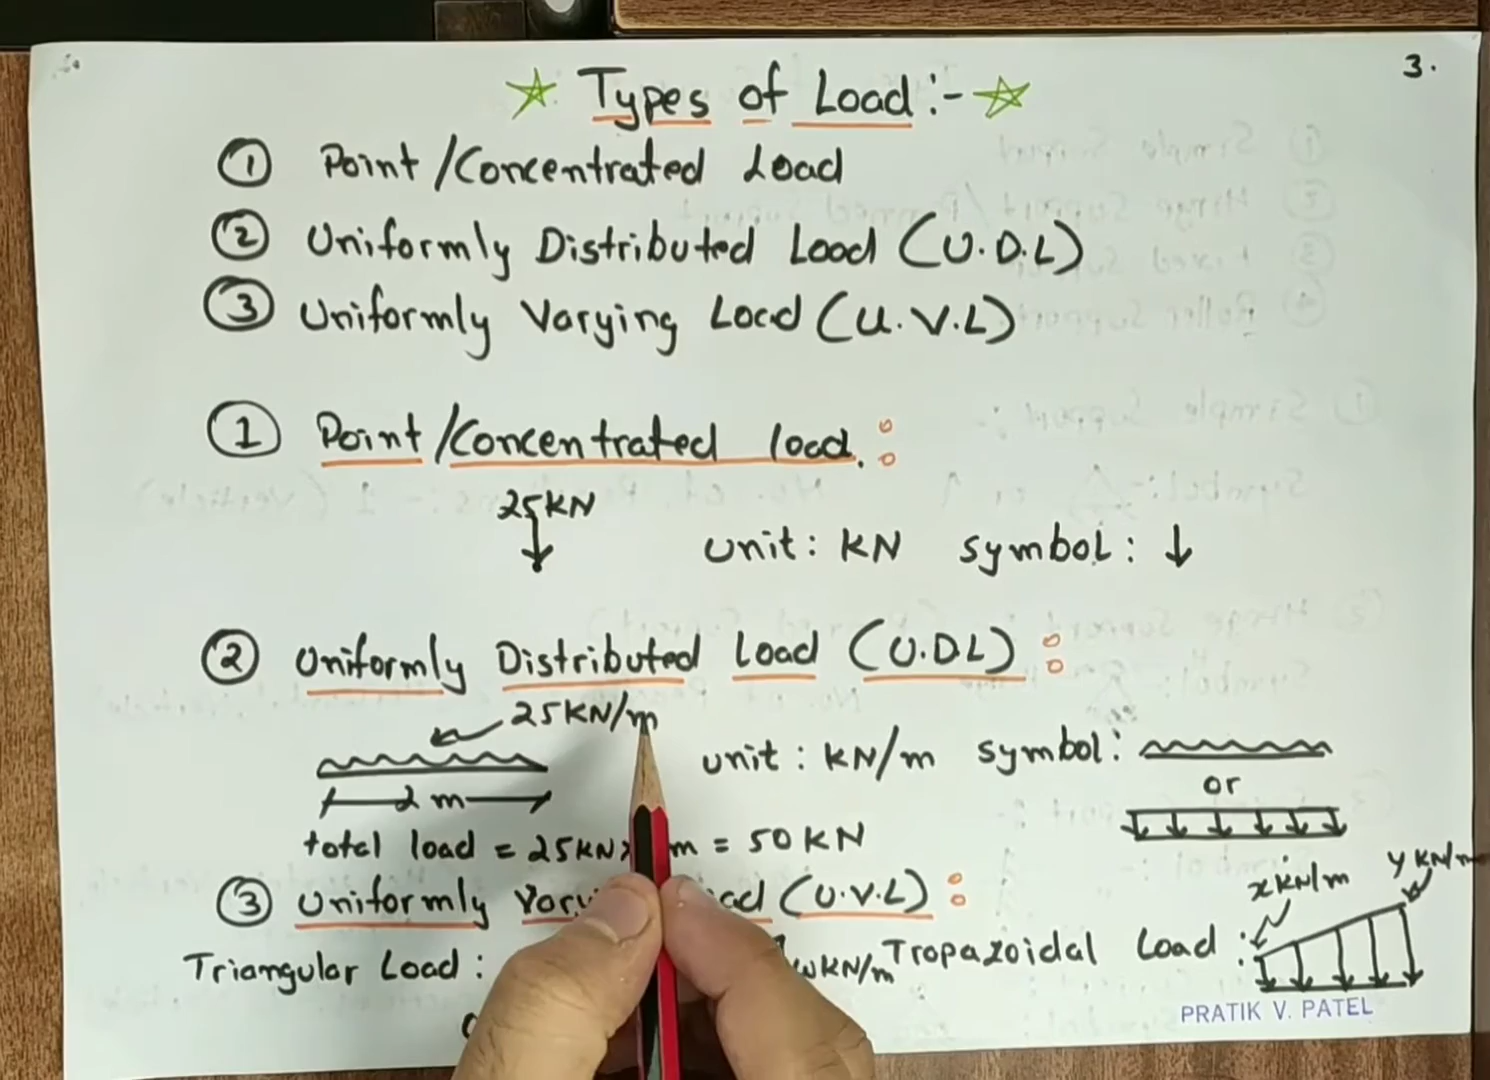 3.
Types of Load:-
① Point/Concentrated Load
② Uniformly Distributed Load (U.D.L)
③ Uniformly Varying Load (U.V.L)
① Point/Concentrated load:
25KN
unit: KN symbol: ↓
② Uniformly Distributed Load (U.D.L):
25KN/m
unit: KN/m symbol:
or
2 m
total load = 25KN x m = 50KN
x KN/m
y KN/m
③ Uniformly (U.V.L):
Triangular Load:
w KN/m
Tropazoidal Load:
PRATIK V. PATEL